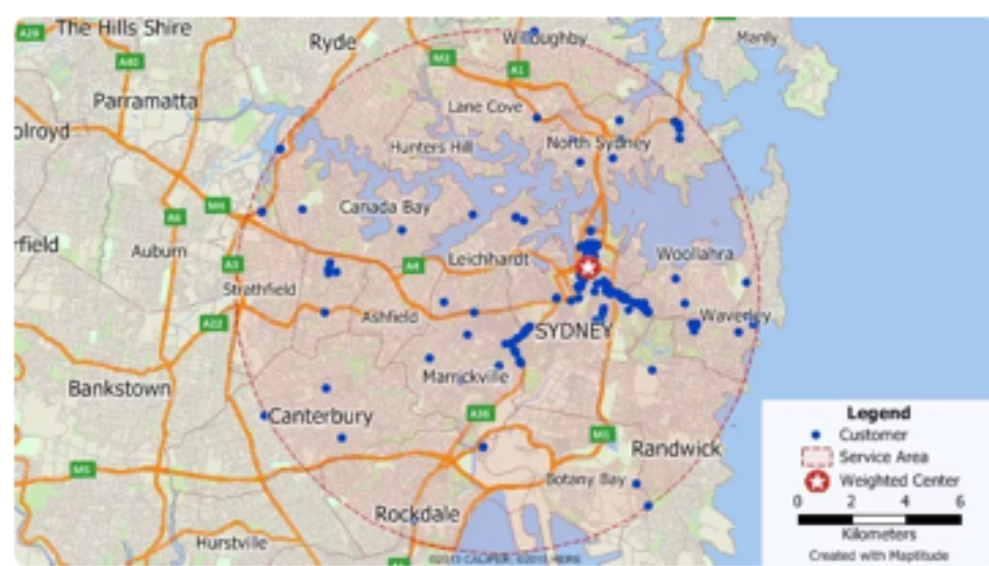 A28
The Hills Shire
Ryde
Willoughby
Manly
A40
M2
A1
Parramatta
Lane Cove
olroyd
Hunters Hill
North Sydney
M4
A6
Canada Bay
rfield
Auburn
A3
A4
Leichhardt
Woollahra
Strathfield
A22
Ashfield
SYDNEY
Waverley
Bankstown
Marrickville
Canterbury
A36
M1
Randwick
M5
Botany Bay
Rockdale
Hurstville
Legend
Customer
Service Area
Weighted Center
0 2 4 6
Kilometers
Created with Maptitude